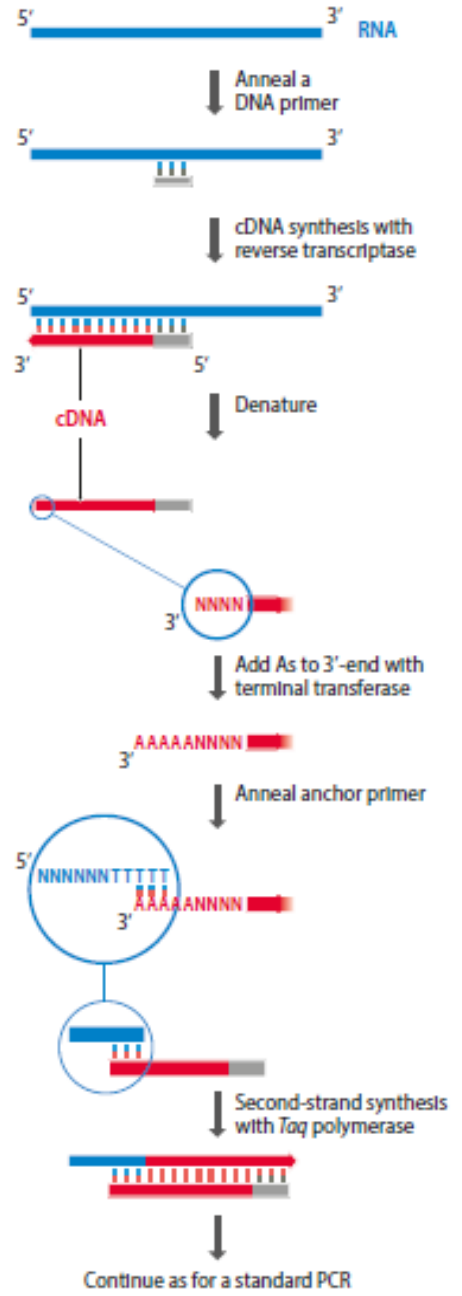 5′ 3′ RNA
Anneal a
DNA primer
5′ 3′
cDNA synthesis with
reverse transcriptase
5′ 3′
3′ 5′
Denature
cDNA
NNNN
3′
Add As to 3′-end with
terminal transferase
AAAAANNNN
3′
Anneal anchor primer
5′
NNNNNNTTTTT
AAAAANNNN
3′
Second-strand synthesis
with Taq polymerase
Continue as for a standard PCR